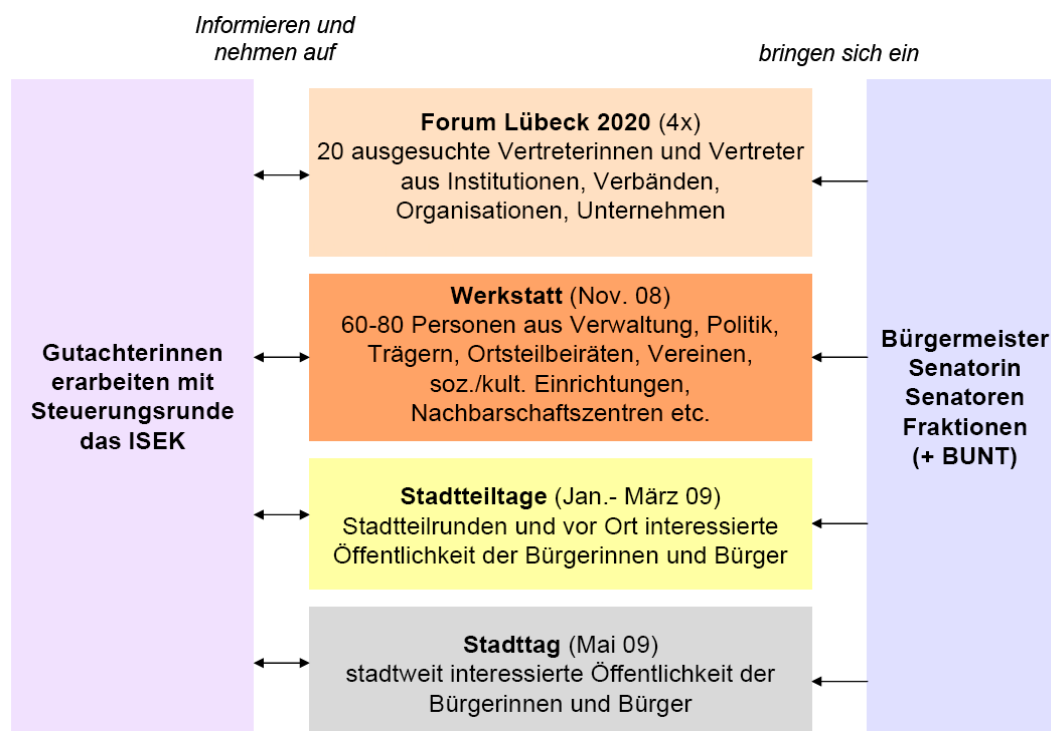 Informieren und
nehmen auf
bringen sich ein
Gutachterinnen
erarbeiten mit
Steuerungsrunde
das ISEK
Forum Lübeck 2020 (4x)
20 ausgesuchte Vertreterinnen und Vertreter
aus Institutionen, Verbänden,
Organisationen, Unternehmen
Werkstatt (Nov. 08)
60-80 Personen aus Verwaltung, Politik,
Trägern, Ortsteilbeiräten, Vereinen,
soz./kult. Einrichtungen,
Nachbarschaftszentren etc.
Stadtteiltage (Jan.- März 09)
Stadtteilrunden und vor Ort interessierte
Öffentlichkeit der Bürgerinnen und Bürger
Stadttag (Mai 09)
stadtweit interessierte Öffentlichkeit der
Bürgerinnen und Bürger
Bürgermeister
Senatorin
Senatoren
Fraktionen
(+ BUNT)